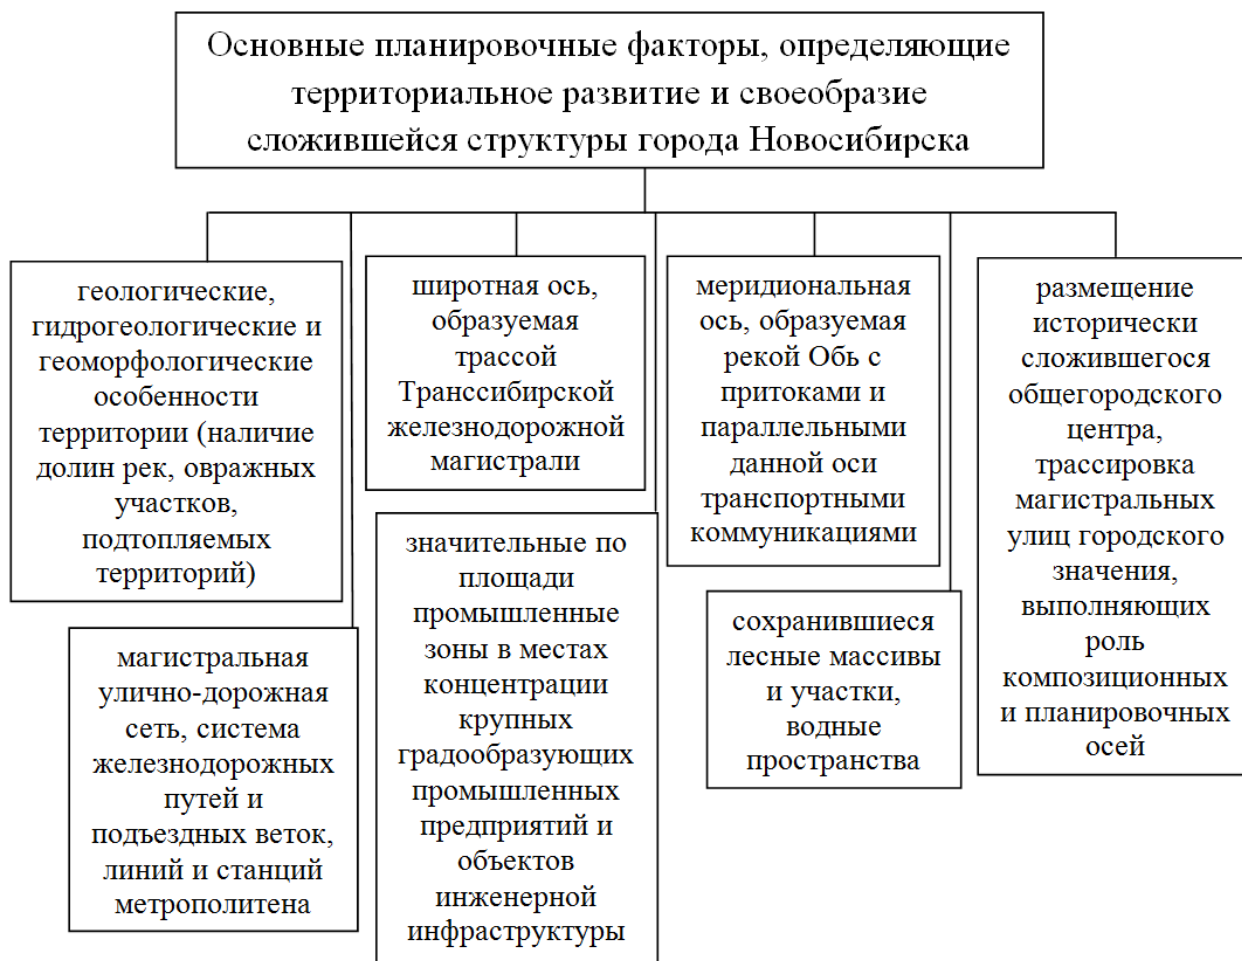 Основные планировочные факторы, определяющие
территориальное развитие и своеобразие
сложившейся структуры города Новосибирска
геологические,
гидрогеологические и
геоморфологические
особенности
территории (наличие
долин рек, овражных
участков,
подтопляемых
территорий)
магистральная
улично-дорожная
сеть, система
железнодорожных
путей и
подъездных веток,
линий и станций
метрополитена
широтная ось,
образуемая
трассой
Транссибирской
железнодорожной
магистрали
значительные по
площади
промышленные
зоны в местах
концентрации
крупных
градообразующих
промышленных
предприятий и
объектов
инженерной
инфраструктуры
меридиональная
ось, образуемая
рекой Обь с
притоками и
параллельными
данной оси
транспортными
коммуникациями
сохранившиеся
лесные массивы
и участки,
водные
пространства
размещение
исторически
сложившегося
общегородского
центра,
трассировка
магистральных
улиц городского
значения,
выполняющих
роль
композиционных
и планировочных
осей